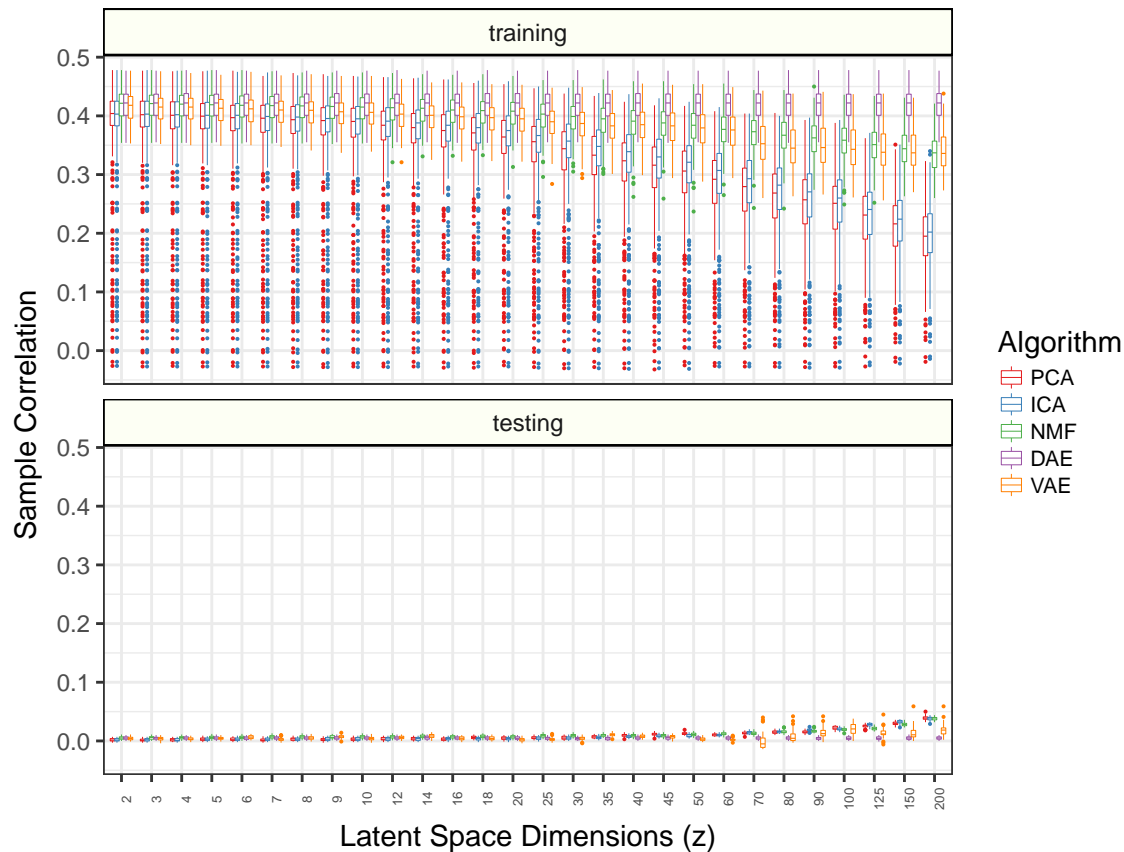 training
0.5
0.4
0.3
0.2
0.1
0.0
testing
0.5
0.4
0.3
0.2
0.1
0.0
Sample Correlation
2 3 4 5 6 7 8 9 10 12 14 16 18 20 25 30 35 40 45 50 60 70 80 90 100 125 150 200
Latent Space Dimensions (z)
Algorithm
PCA
ICA
NMF
DAE
VAE